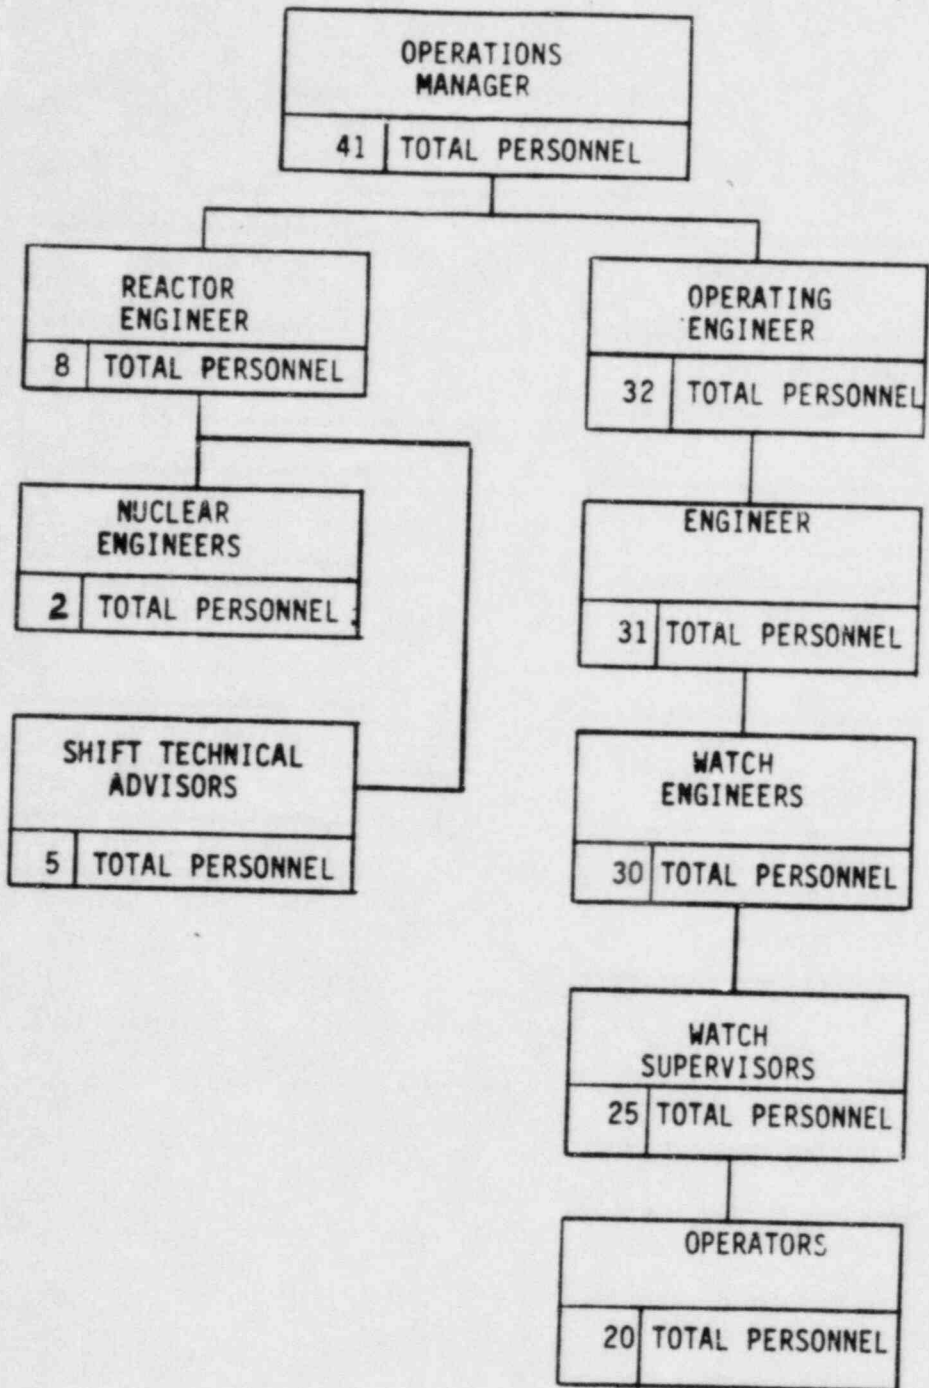 OPERATIONS
MANAGER
41 TOTAL PERSONNEL
REACTOR
ENGINEER
8 TOTAL PERSONNEL
NUCLEAR
ENGINEERS
2 TOTAL PERSONNEL
SHIFT TECHNICAL
ADVISORS
5 TOTAL PERSONNEL
OPERATING
ENGINEER
32 TOTAL PERSONNEL
ENGINEER
31 TOTAL PERSONNEL
WATCH
ENGINEERS
30 TOTAL PERSONNEL
WATCH
SUPERVISORS
25 TOTAL PERSONNEL
OPERATORS
20 TOTAL PERSONNEL